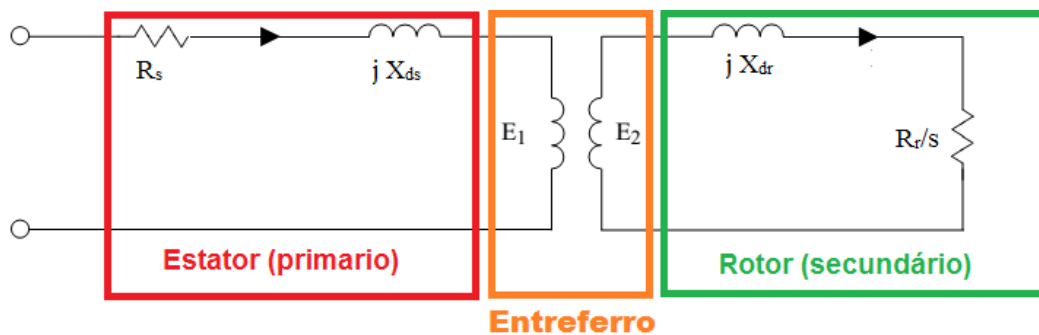 Rs
j Xds
E1
E2
j Xdr
Rr/s
Estator (primario)
Entreferro
Rotor (secundário)